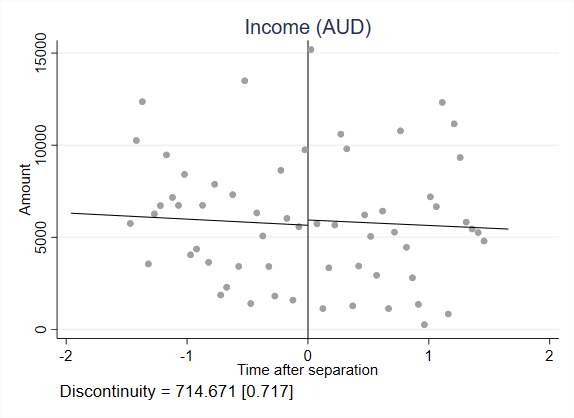 Income (AUD)
15000
10000
5000
0
Amount
-2 -1 0 1 2
Time after separation
Discontinuity = 714.671 [0.717]